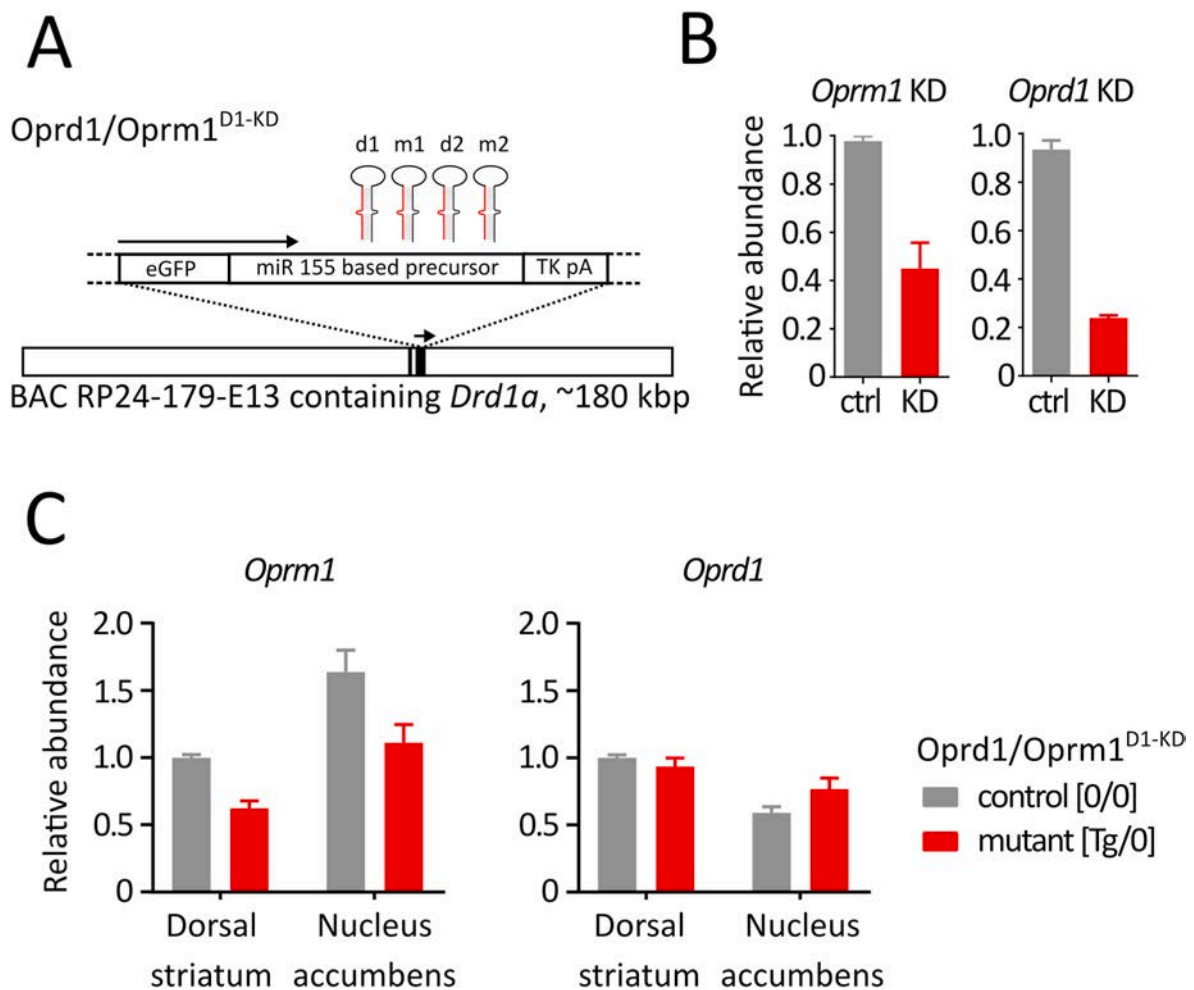 A
Oprd1/Oprm1D1-KD
d1 m1 d2 m2
eGFP miR 155 based precursor TK pA
BAC RP24-179-E13 containing Drd1a, ~180 kbp
B
Oprm1 KD Oprd1 KD
Relative abundance
1.0
0.8
0.6
0.4
0.2
0
ctrl KD
1.0
0.8
0.6
0.4
0.2
0
ctrl KD
C
Oprm1
Relative abundance
2.0
1.5
1.0
0.5
0
Dorsal Nucleus
striatum accumbens
Oprd1
2.0
1.5
1.0
0.5
0
Dorsal Nucleus
striatum accumbens
Oprd1/Oprm1D1-KD
control [0/0]
mutant [Tg/0]